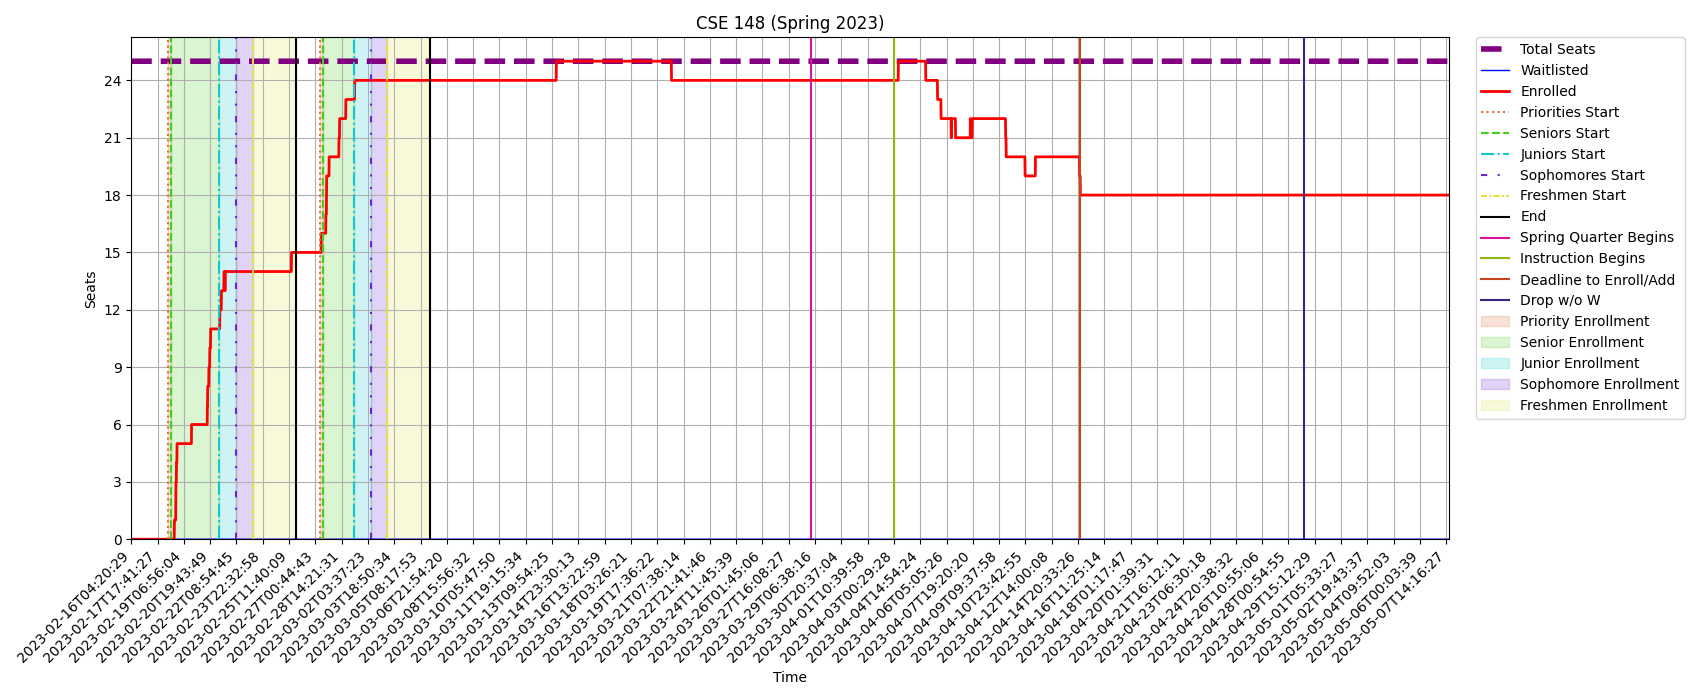 CSE 148 (Spring 2023)
Seats
24
21
18
15
12
9
6
3
0
2023-02-16T04:20:29
2023-02-17T17:41:27
2023-02-19T06:56:04
2023-02-20T19:43:49
2023-02-22T08:54:45
2023-02-23T22:32:58
2023-02-25T11:40:09
2023-02-27T00:44:43
2023-02-28T14:21:31
2023-03-02T03:37:23
2023-03-03T18:50:34
2023-03-05T08:17:53
2023-03-06T21:54:20
2023-03-08T15:56:32
2023-03-10T05:47:50
2023-03-11T19:15:34
2023-03-13T09:54:25
2023-03-14T23:30:13
2023-03-16T13:22:59
2023-03-18T03:26:21
2023-03-19T17:36:22
2023-03-21T07:38:14
2023-03-22T21:41:46
2023-03-24T11:45:39
2023-03-26T01:45:06
2023-03-27T16:08:27
2023-03-29T06:38:16
2023-03-30T20:37:04
2023-04-01T10:39:58
2023-04-03T00:29:28
2023-04-04T14:54:24
2023-04-06T05:05:26
2023-04-07T19:20:20
2023-04-09T09:37:58
2023-04-10T23:42:55
2023-04-12T14:00:08
2023-04-14T20:33:26
2023-04-16T11:25:14
2023-04-18T01:17:47
2023-04-20T01:39:31
2023-04-21T16:12:11
2023-04-23T06:30:18
2023-04-24T20:38:32
2023-04-26T10:55:06
2023-04-28T00:54:55
2023-04-29T15:12:29
2023-05-01T05:33:27
2023-05-02T19:43:37
2023-05-04T09:52:03
2023-05-06T00:03:39
2023-05-07T14:16:27
Time
Total Seats
Waitlisted
Enrolled
Priorities Start
Seniors Start
Juniors Start
Sophomores Start
Freshmen Start
End
Spring Quarter Begins
Instruction Begins
Deadline to Enroll/Add
Drop w/o W
Priority Enrollment
Senior Enrollment
Junior Enrollment
Sophomore Enrollment
Freshmen Enrollment